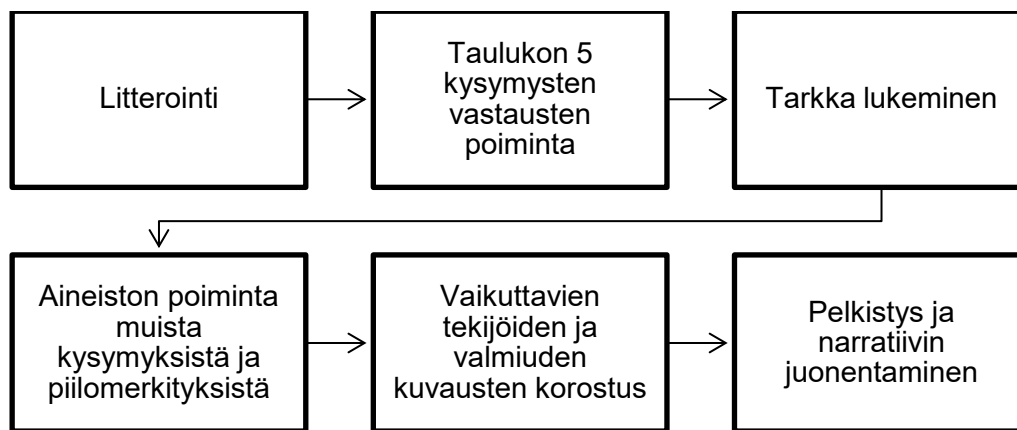 Litterointi
Taulukon 5
kysymysten
vastausten
poiminta
Tarkka lukeminen
Aineiston poiminta
muista
kysymyksistä ja
piilomerkityksistä
Vaikuttavien
tekijöiden ja
valmiuden
kuvausten korostus
Pelkistys ja
narratiivin
juonentaminen